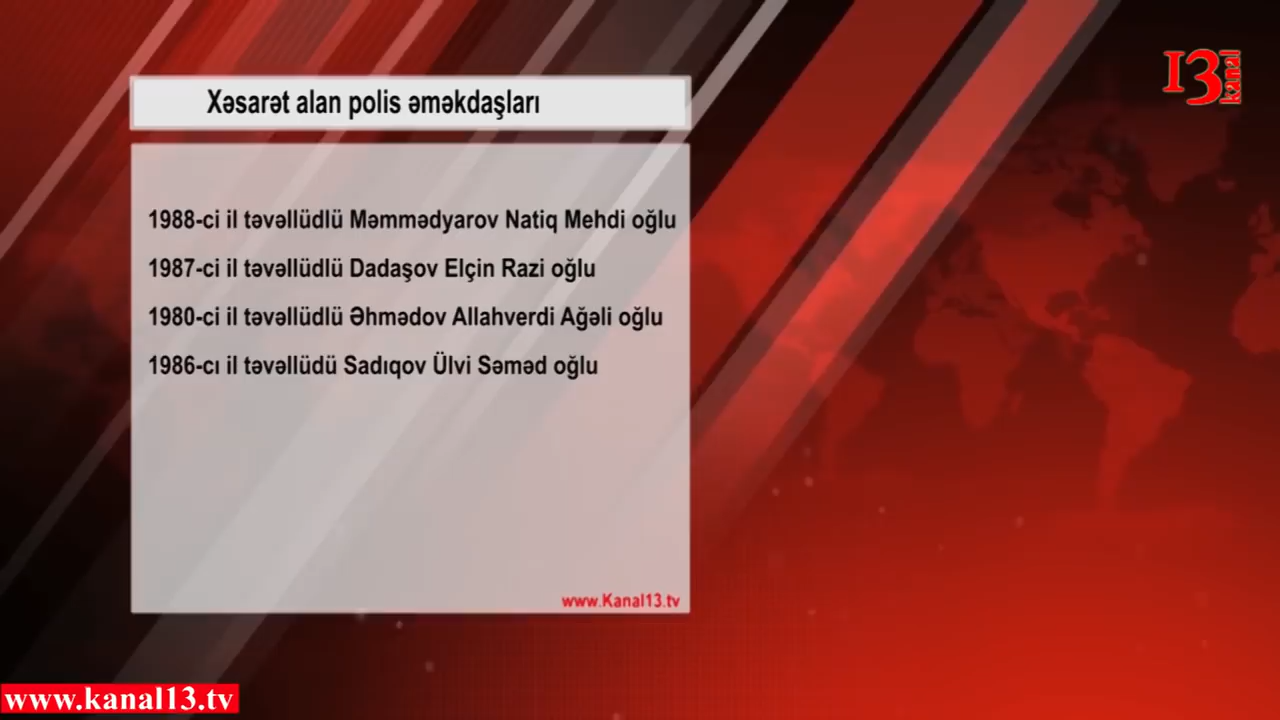 13 kanal
Xəsarət alan polis əməkdaşları
1988-ci il təvəllüdlü Məmmədyarov Natiq Mehdi oğlu
1987-ci il təvəllüdlü Dadaşov Elçin Razi oğlu
1980-ci il təvəllüdlü Əhmədov Allahverdi Ağəli oğlu
1986-cı il təvəllüdü Sadıqov Ülvi Səməd oğlu
www.Kanal13.tv
www.kanal13.tv